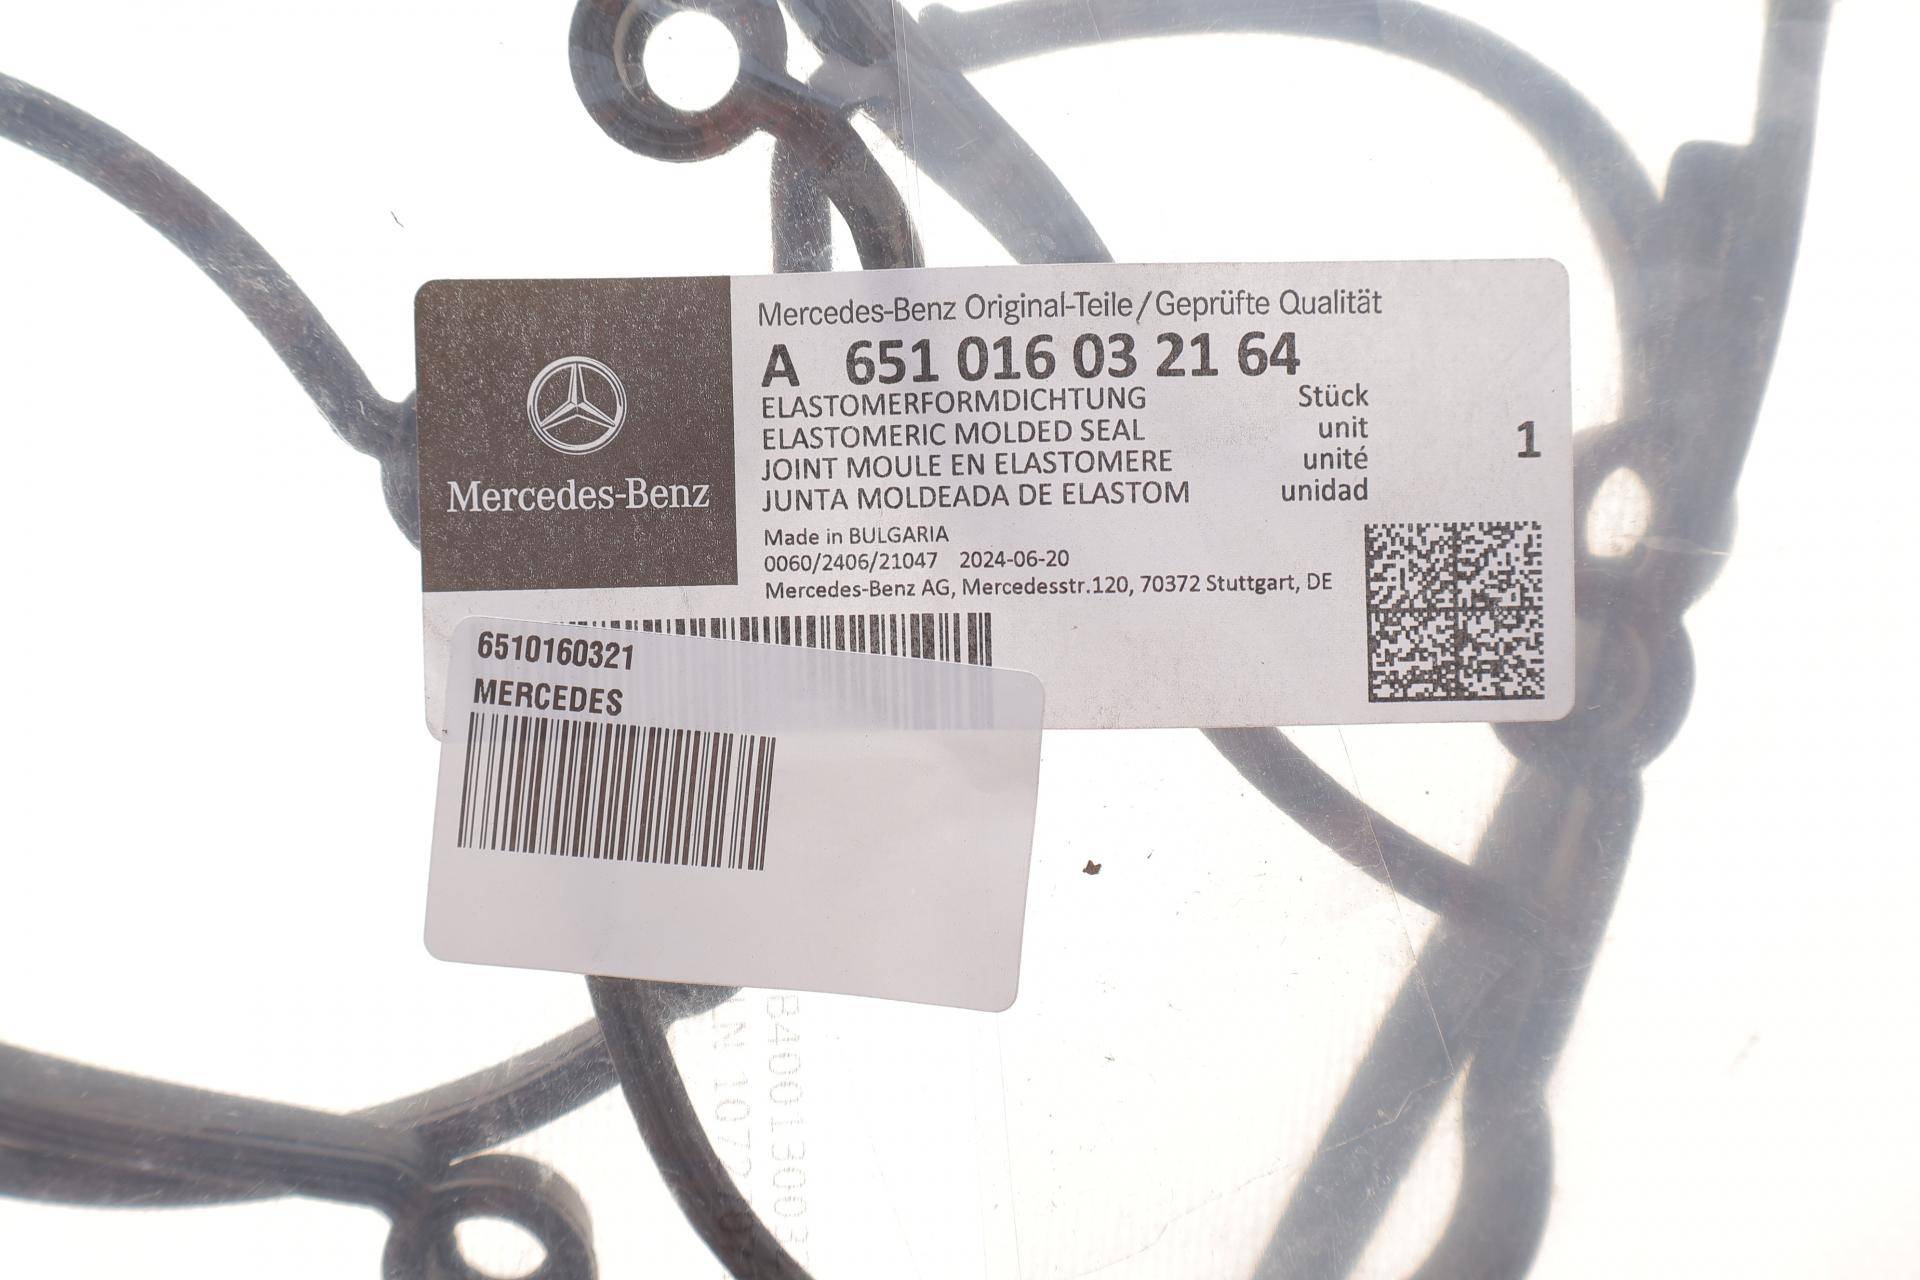 Mercedes-Benz
Mercedes-Benz Original-Teile/Geprüfte Qualität
A 651 016 03 21 64
ELASTOMERFORMDICHTUNG Stück
ELASTOMERIC MOLDED SEAL unit
JOINT MOULE EN ELASTOMERE unité
JUNTA MOLDEADA DE ELASTOM unidad
1
Made in BULGARIA
0060/2406/21047 2024-06-20
Mercedes-Benz AG, Mercedesstr.120, 70372 Stuttgart, DE
6510160321
MERCEDES